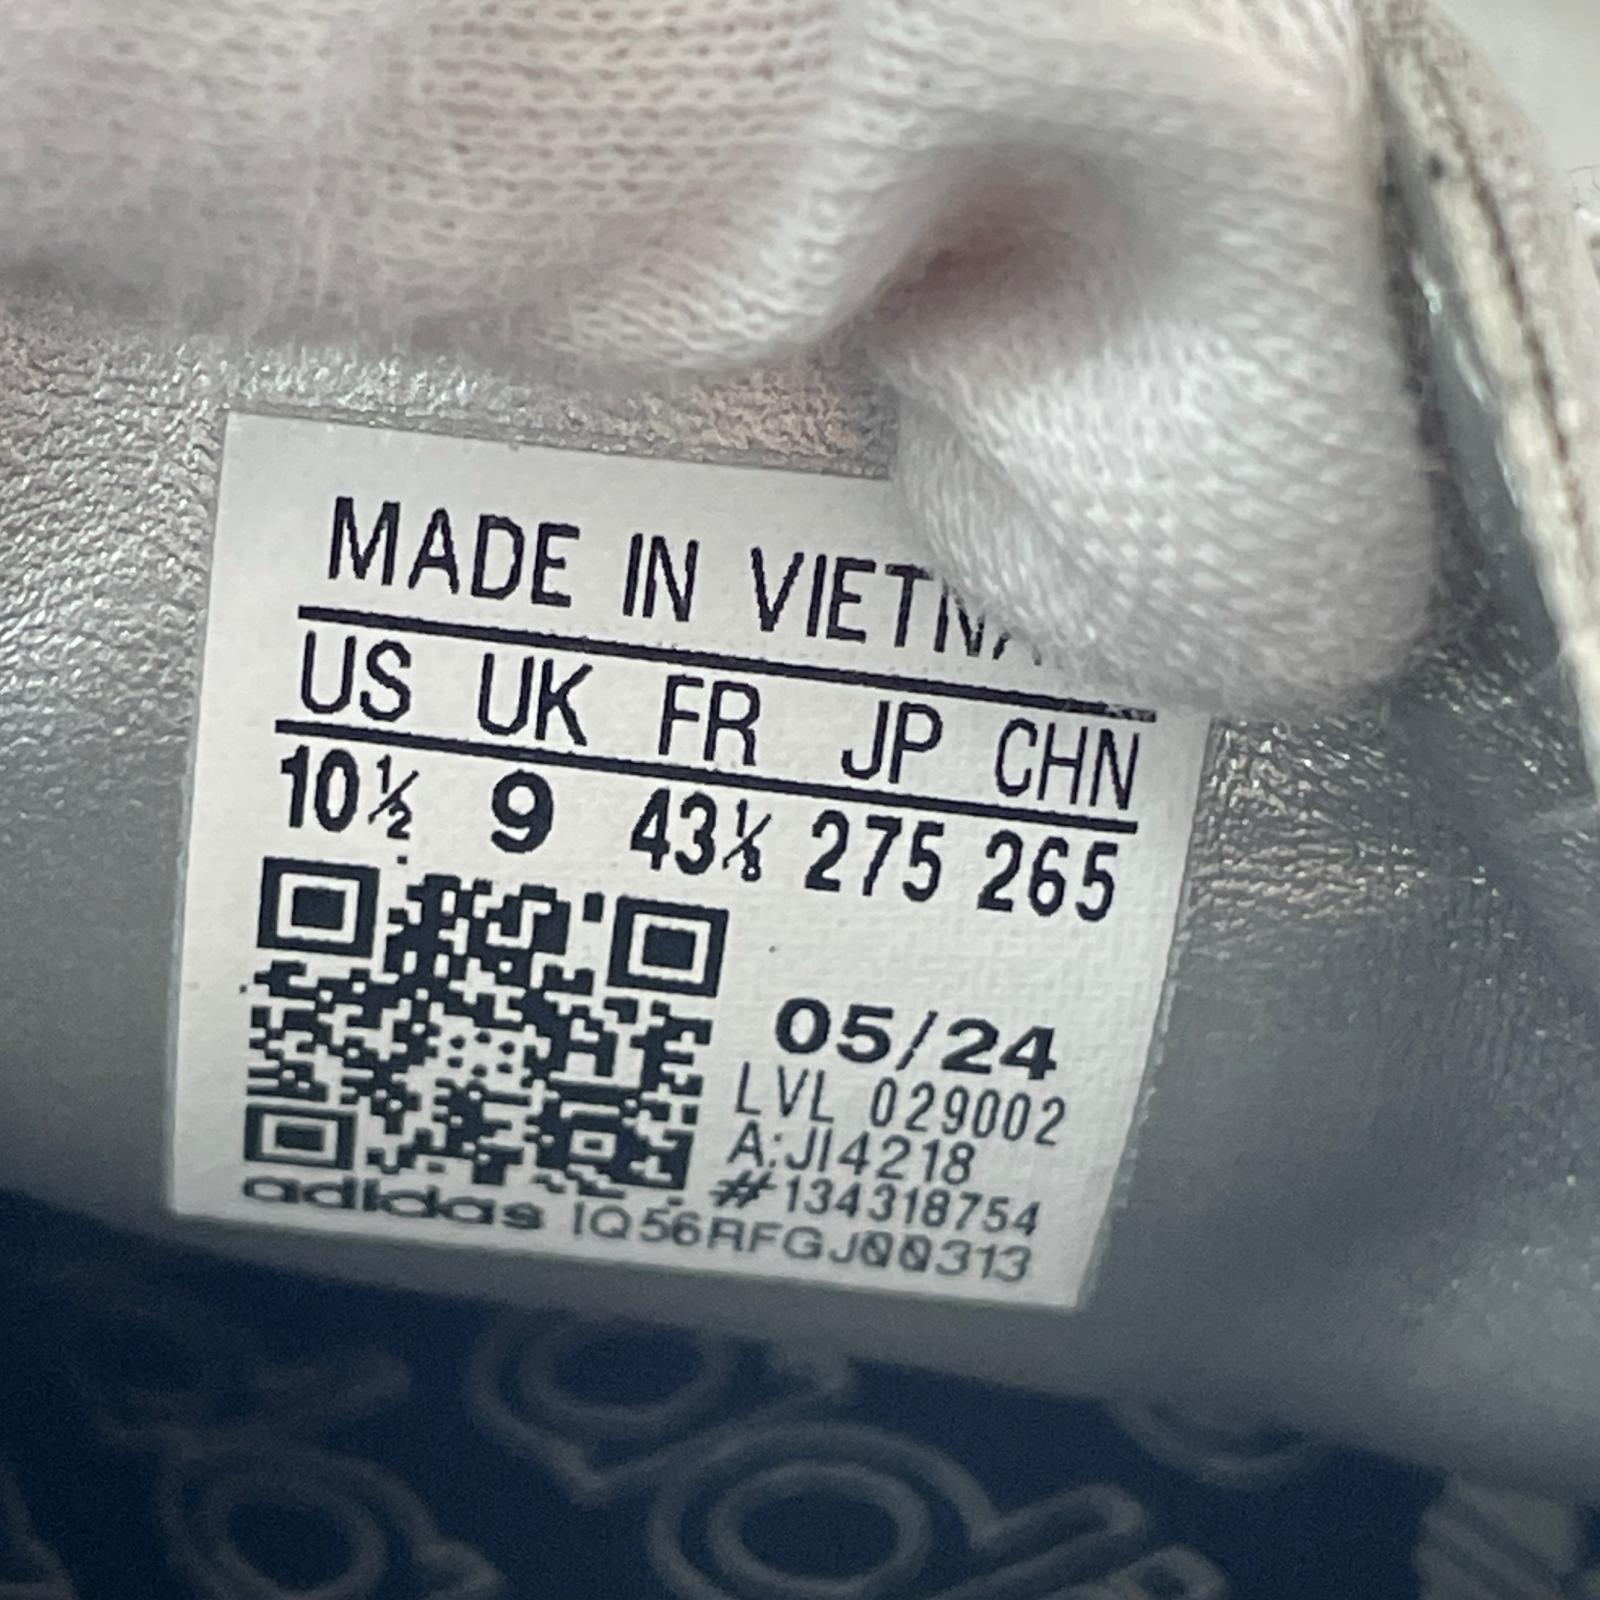 MADE IN VIETNA
US UK FR JP CHN
10½ 9 43⅓ 275 265
05/24
LVL 029002
A:JI4218
#134318754
adidas IQ56RFGJ00313